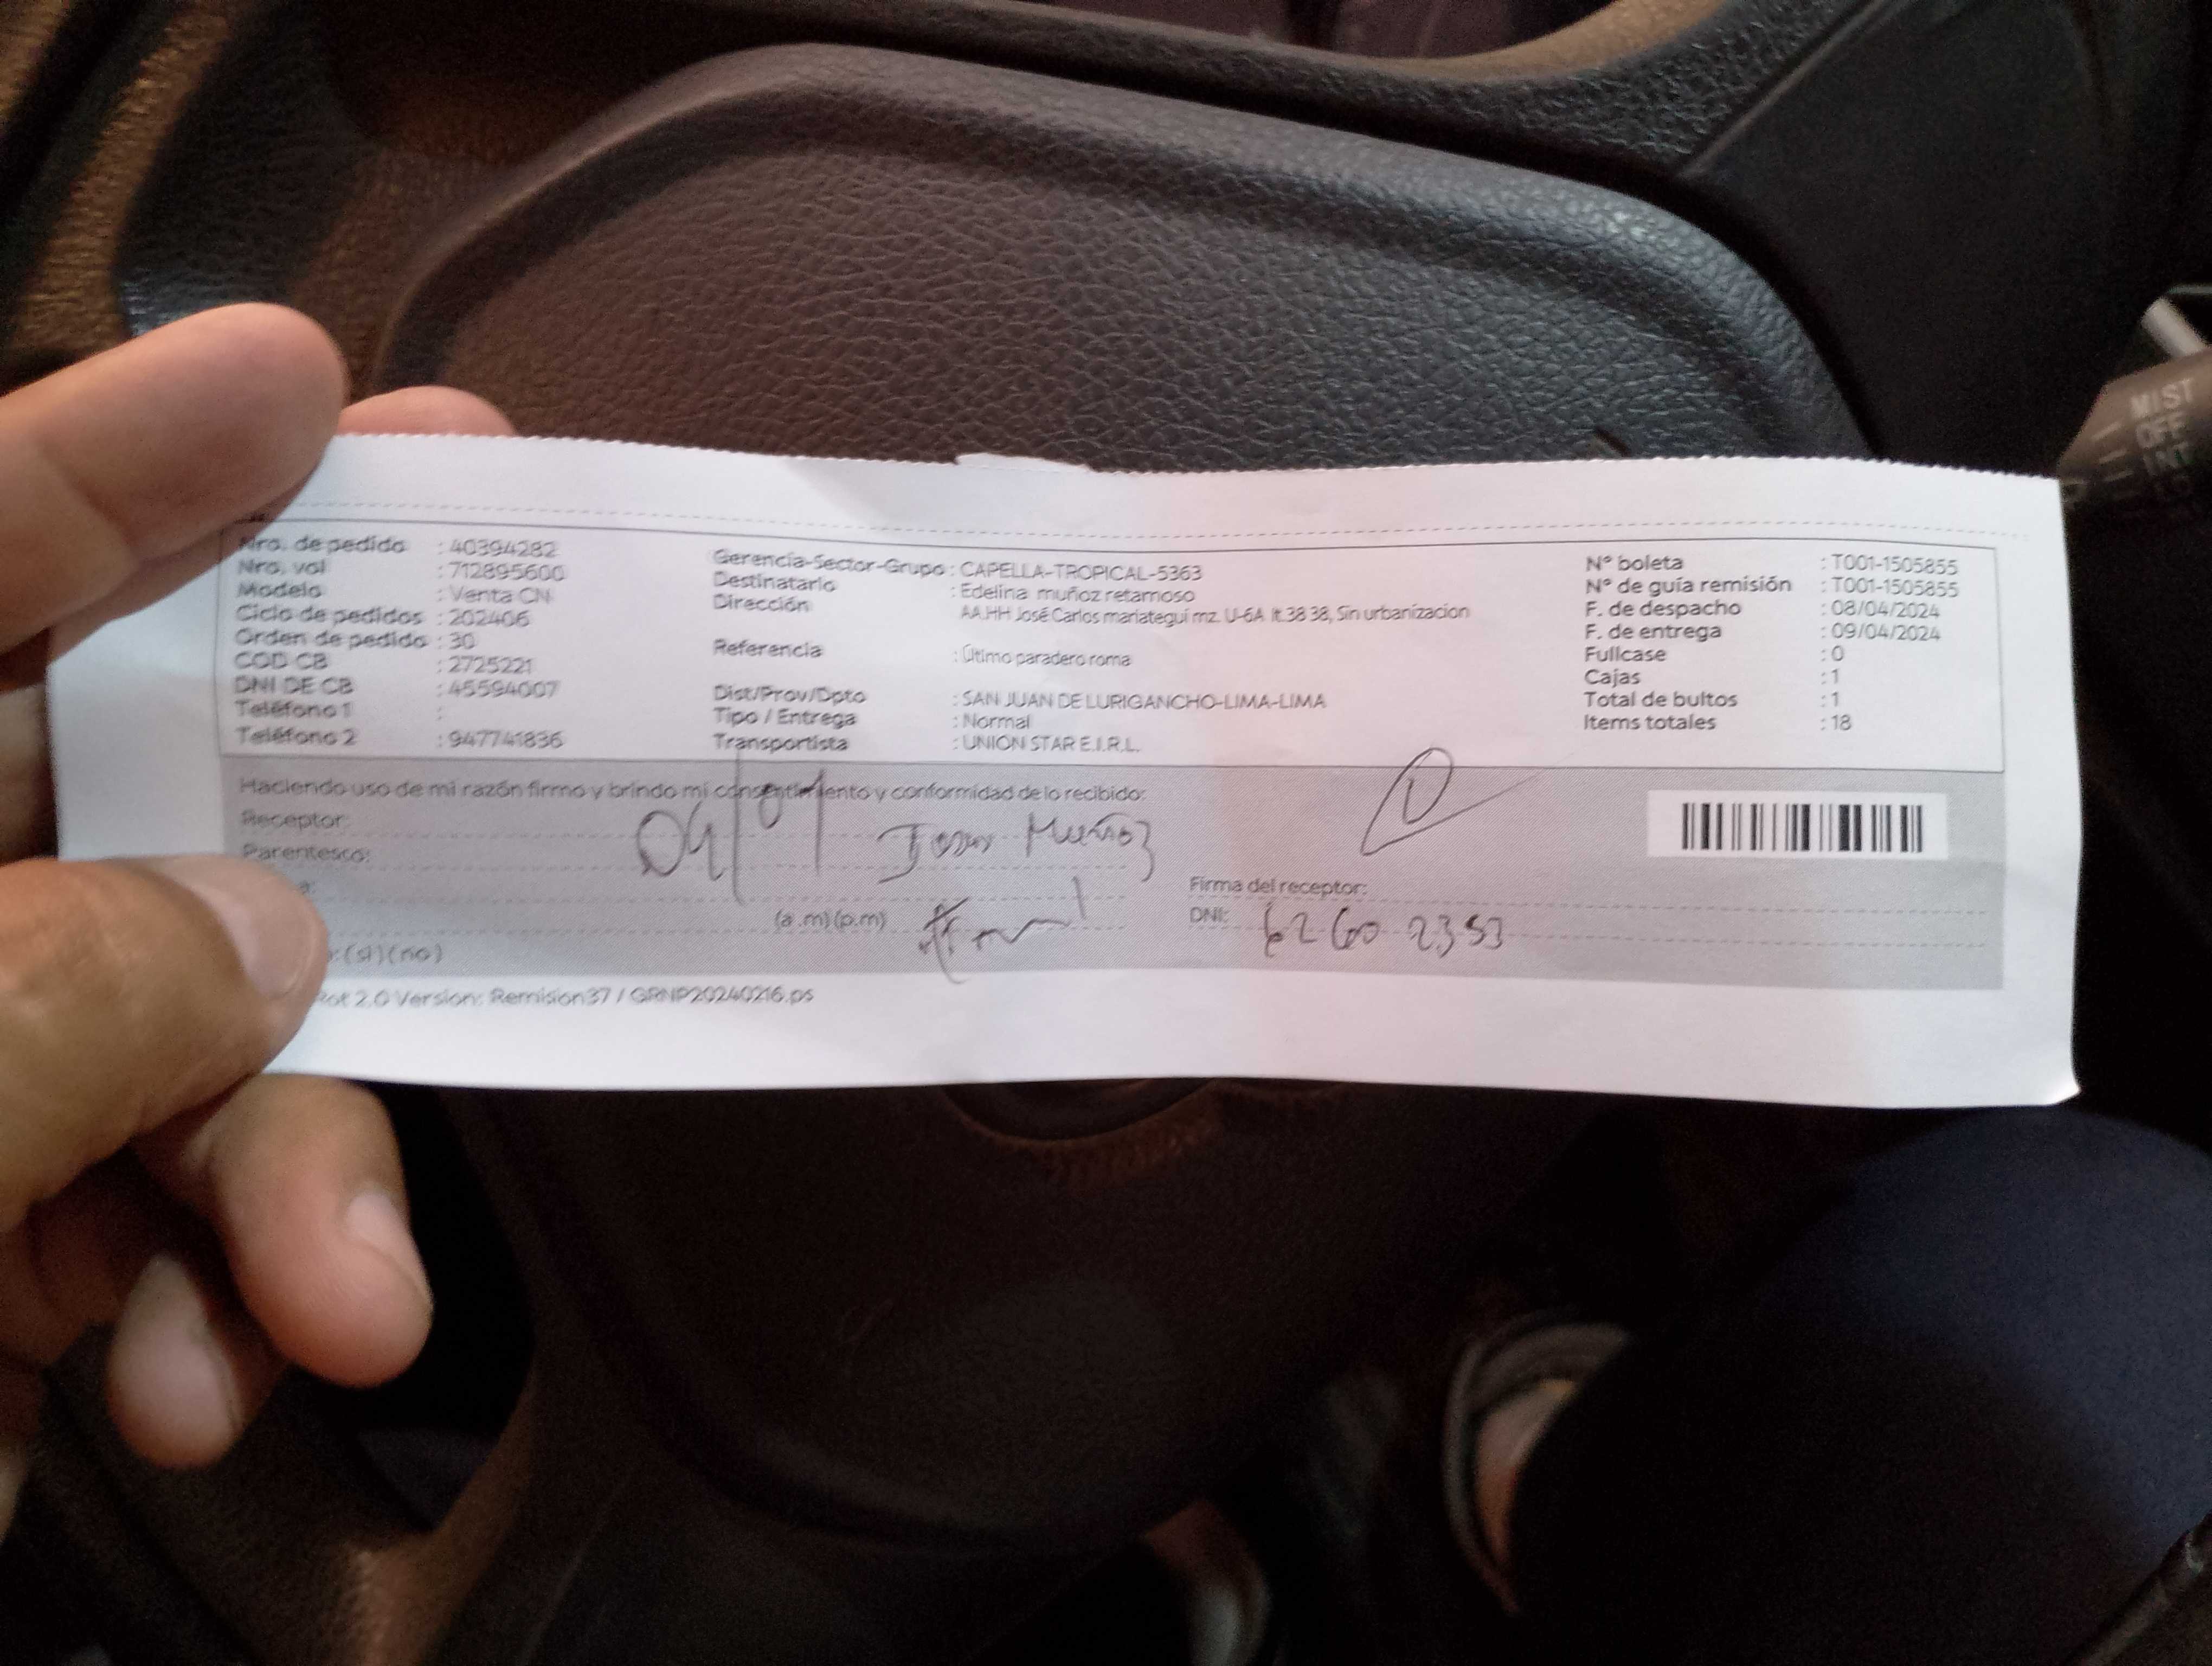 Nro. de pedido : 40394282
Nro. vol : 712895600
Modelo : Venta CN
Ciclo de pedidos : 202406
Orden de pedido : 30
COD CB : 2725221
DNI DE CB : 45594007
Teléfono 1 :
Teléfono 2 : 947741836
Gerencia-Sector-Grupo : CAPELLA-TROPICAL-5363
Destinatario : Edelina muñoz retamoso
Dirección AA.HH José Carlos mariategui mz. U-6A lt.38 38, Sin urbanizacion
Referencia : Último paradero roma
Dist/Prov/Dpto : SAN JUAN DE LURIGANCHO-LIMA-LIMA
Tipo / Entrega : Normal
Transportista : UNION STAR E.I.R.L.
Nº boleta : T001-1505855
Nº de guía remisión : T001-1505855
F. de despacho : 08/04/2024
F. de entrega : 09/04/2024
Fullcase : 0
Cajas : 1
Total de bultos : 1
Items totales : 18
Haciendo uso de mi razón firmo y brindo mi consentimiento y conformidad de lo recibido:
Receptor:
Parentesco:
Muñoz
(a.m)(p.m)
:(si)(no)
Firma del receptor:
DNI:
2.0 Version: Remision37 / GRNP20240216.ps
MIST
OFF
INT